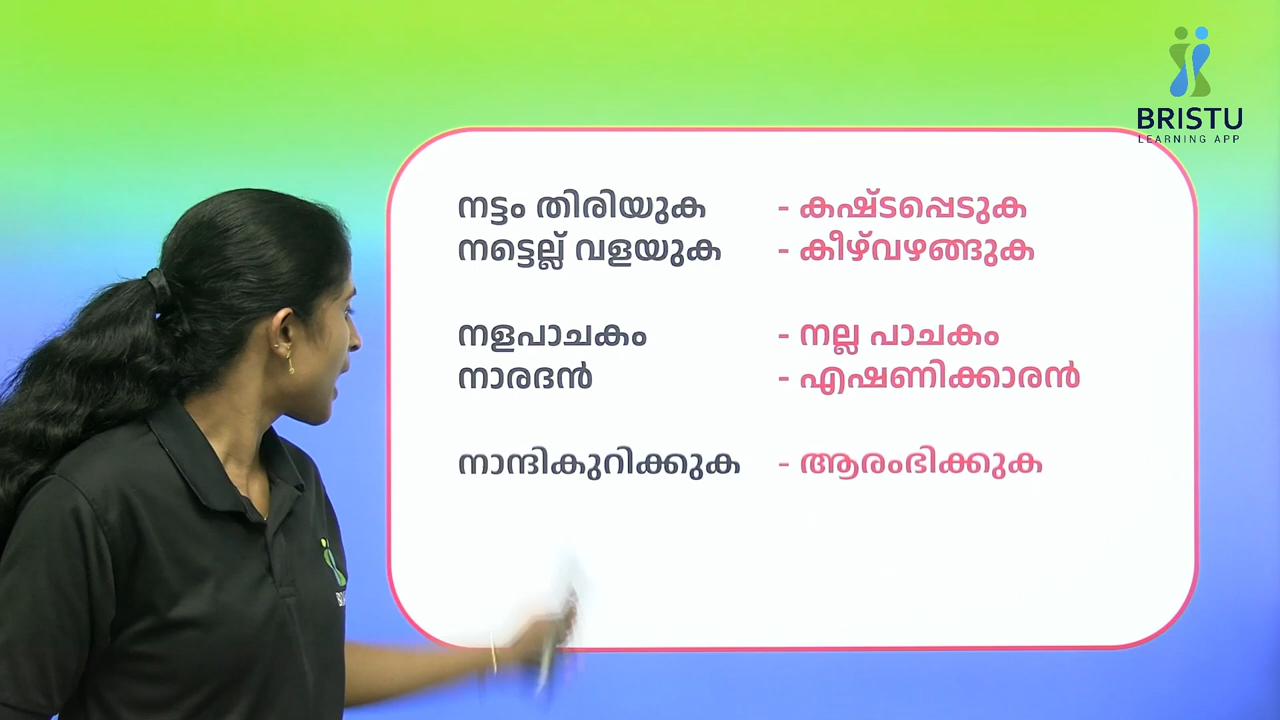 BRISTU
LEARNING APP
നട്ടം തിരിയുക - കഷ്ടപ്പെടുക
നട്ടെല്ല് വളയുക - കീഴ്‌വഴങ്ങുക
നളപാചകം - നല്ല പാചകം
നാരദൻ - എഷണിക്കാരൻ
നാന്ദികുറിക്കുക - ആരംഭിക്കുക